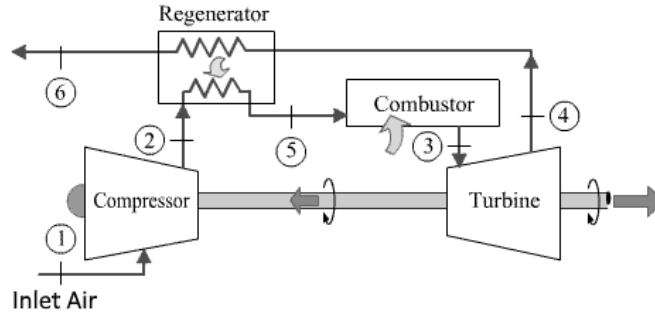 Regenerator
6
Combustor
4
2
5
3
Compressor
Turbine
1
Inlet Air